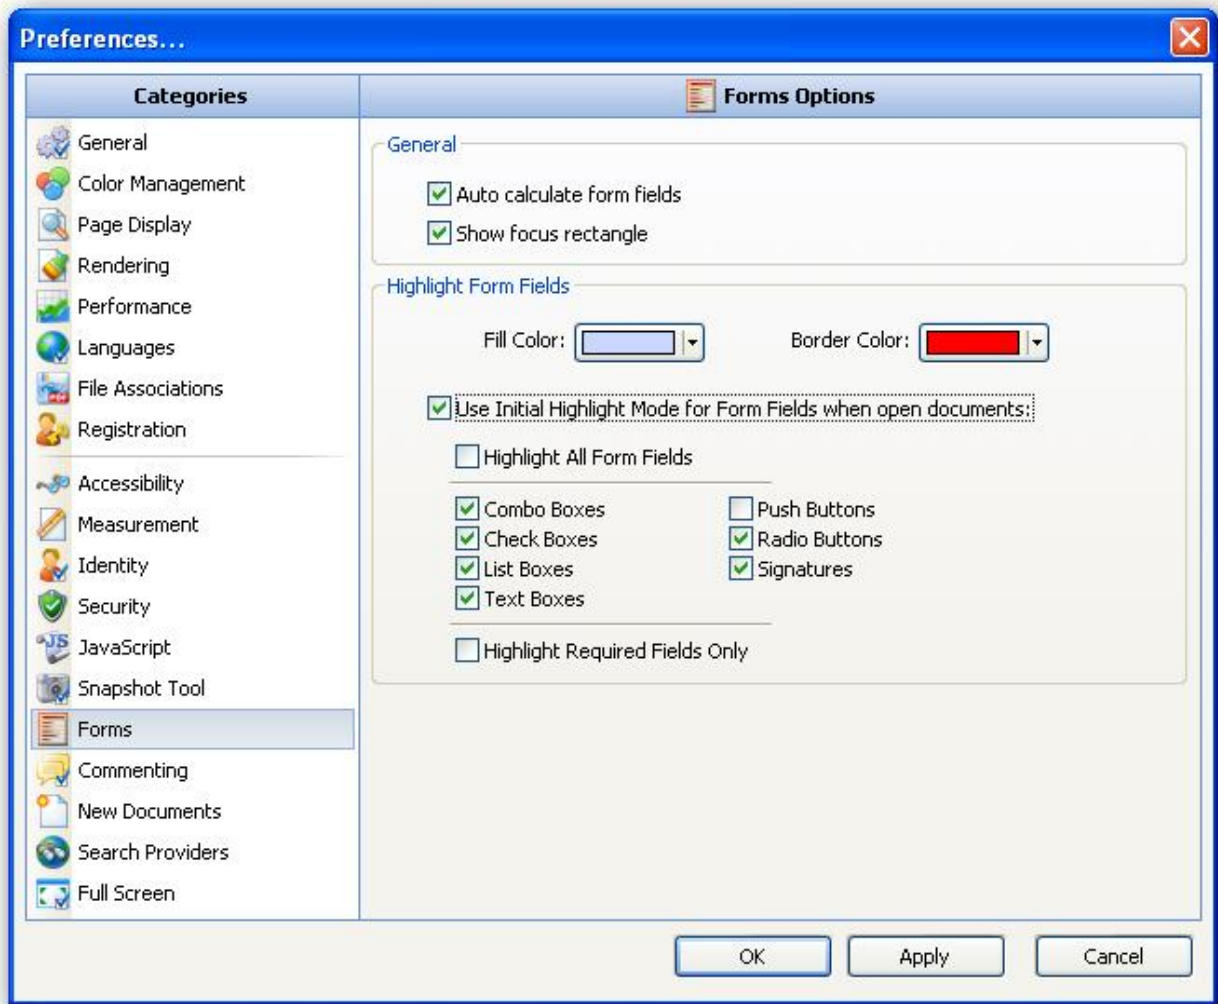 Preferences...
Categories
Forms Options
General
Color Management
Page Display
Rendering
Performance
Languages
File Associations
Registration
Accessibility
Measurement
Identity
Security
JavaScript
Snapshot Tool
Forms
Commenting
New Documents
Search Providers
Full Screen
General
Auto calculate form fields
Show focus rectangle
Highlight Form Fields
Fill Color: Border Color:
Use Initial Highlight Mode for Form Fields when open documents:
Highlight All Form Fields
Combo Boxes Push Buttons
Check Boxes Radio Buttons
List Boxes Signatures
Text Boxes
Highlight Required Fields Only
OK Apply Cancel